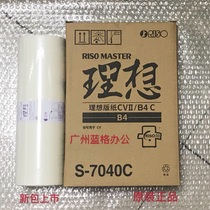 RISO
RISO MASTER
理想
理想版纸CVII/B4 C
B4
广州蓝格办公
S-7040C
新包上市
原装正品